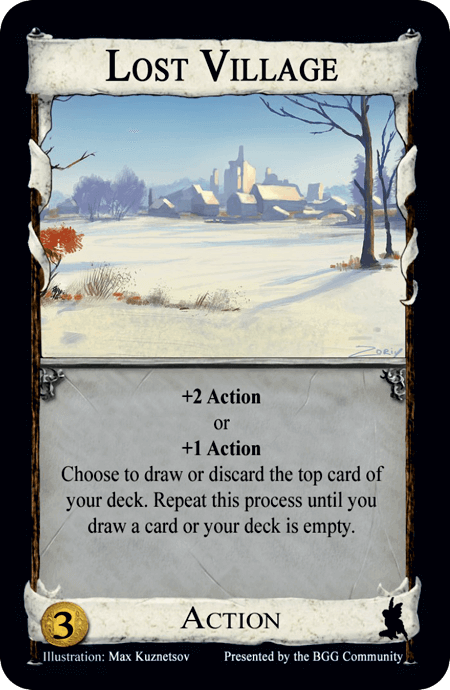 LOST VILLAGE
ZORIY
+2 Action
or
+1 Action
Choose to draw or discard the top card of
your deck. Repeat this process until you
draw a card or your deck is empty.
3
ACTION
Illustration: Max Kuznetsov Presented by the BGG Community